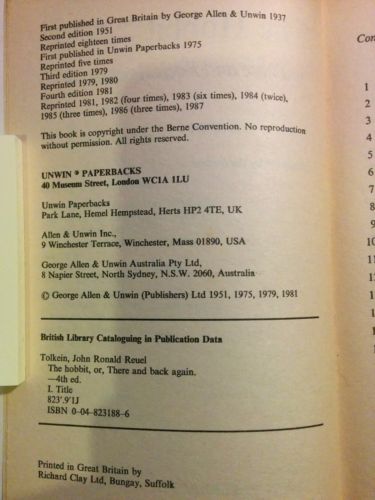 First published in Great Britain by George Allen & Unwin 1937
Second edition 1951
Reprinted eighteen times
First published in Unwin Paperbacks 1975
Reprinted five times
Third edition 1979
Reprinted 1979, 1980
Fourth edition 1981
Reprinted 1981, 1982 (four times), 1983 (six times), 1984 (twice),
1985 (three times), 1986 (three times), 1987
This book is copyright under the Berne Convention. No reproduction
without permission. All rights reserved.
UNWIN ® PAPERBACKS
40 Museum Street, London WC1A 1LU
Unwin Paperbacks
Park Lane, Hemel Hempstead, Herts HP2 4TE, UK
Allen & Unwin Inc.,
9 Winchester Terrace, Winchester, Mass 01890, USA
George Allen & Unwin Australia Pty Ltd,
8 Napier Street, North Sydney, N.S.W. 2060, Australia
© George Allen & Unwin (Publishers) Ltd 1951, 1975, 1979, 1981
British Library Cataloguing in Publication Data
Tolkein, John Ronald Reuel
The hobbit, or, There and back again.
—4th ed.
I. Title
823'.9'1J
ISBN 0-04-823188-6
Printed in Great Britain by
Richard Clay Ltd, Bungay, Suffolk
1
2
3
4
5
6
7
8
9